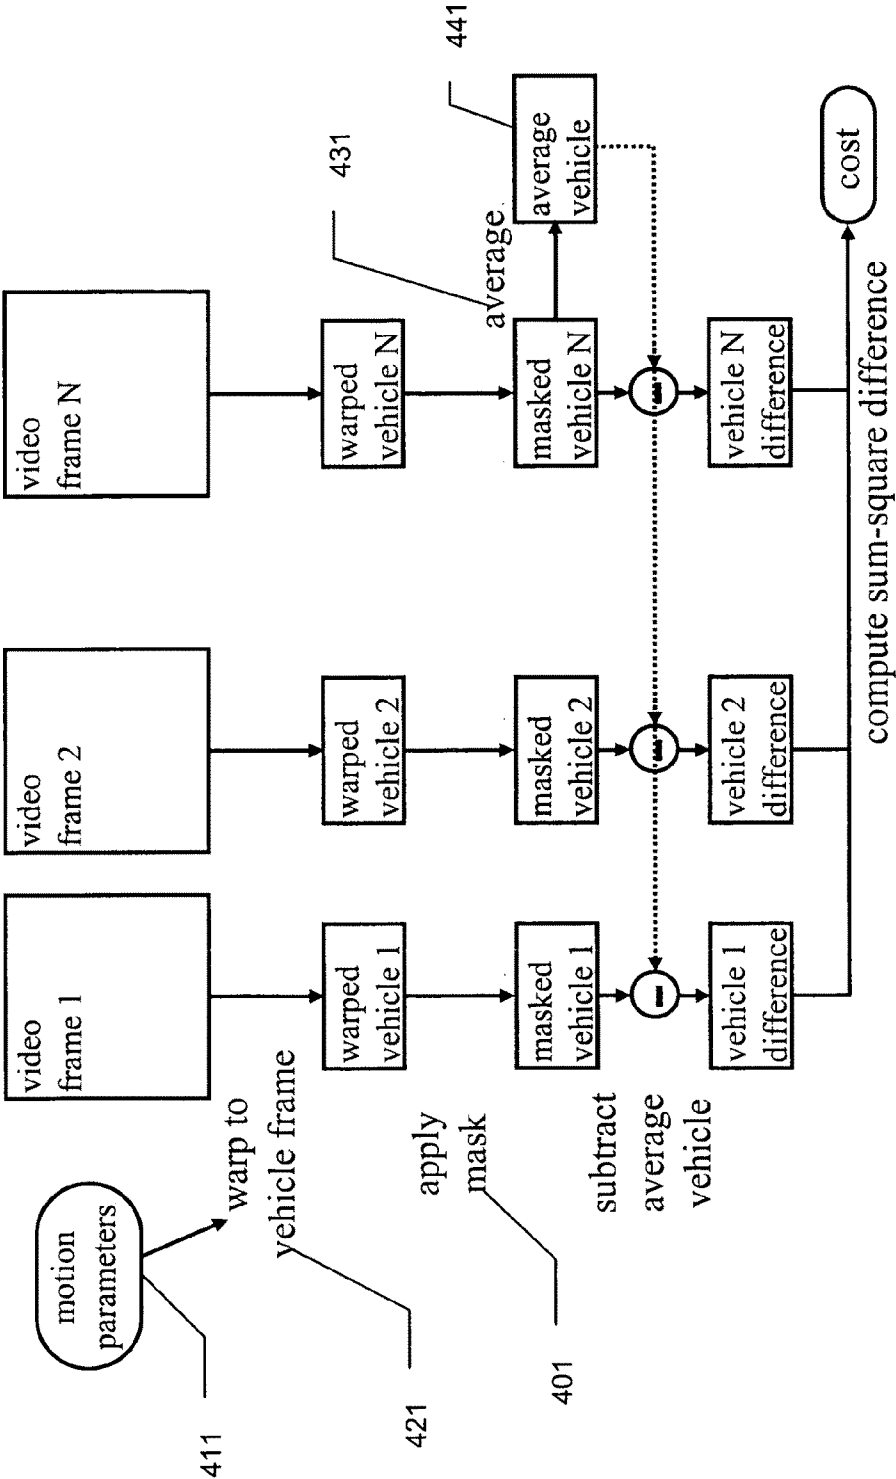 motion
parameters
411
video
frame 1
video
frame 2
video
frame N
warp to
vehicle frame
421
warped
vehicle 1
warped
vehicle 2
warped
vehicle N
431
apply
mask
401
masked
vehicle 1
masked
vehicle 2
masked
vehicle N
average
average
vehicle
441
subtract
average
vehicle
vehicle 1
difference
vehicle 2
difference
vehicle N
difference
compute sum-square difference
cost